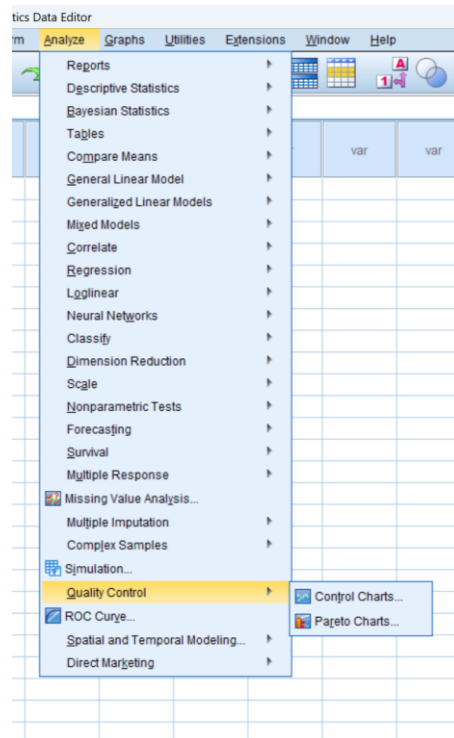 tics Data Editor
rm Analyze Graphs Utilities Extensions Window Help
A
1
var var
Reports
Descriptive Statistics
Bayesian Statistics
Tables
Compare Means
General Linear Model
Generalized Linear Models
Mixed Models
Correlate
Regression
Loglinear
Neural Networks
Classify
Dimension Reduction
Scale
Nonparametric Tests
Forecasting
Survival
Multiple Response
Missing Value Analysis...
Multiple Imputation
Complex Samples
Simulation...
Quality Control
Control Charts...
Pareto Charts...
ROC Curve...
Spatial and Temporal Modeling...
Direct Marketing